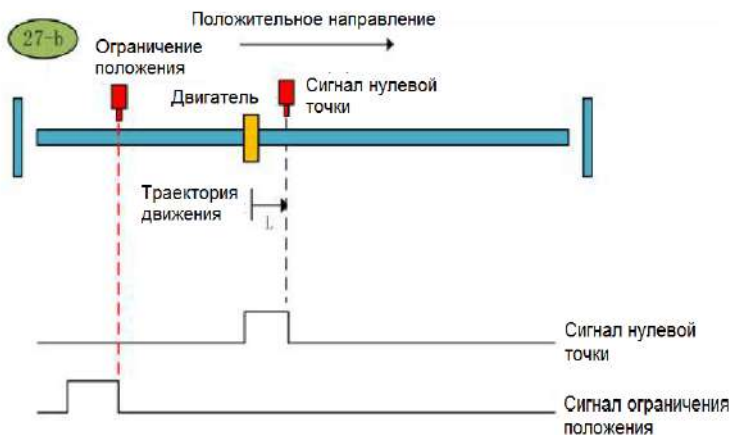 27-b
Положительное направление
Ограничение
положения
Двигатель
Сигнал нулевой
точки
Траектория
движения
L
Сигнал нулевой
точки
Сигнал ограничения
положения